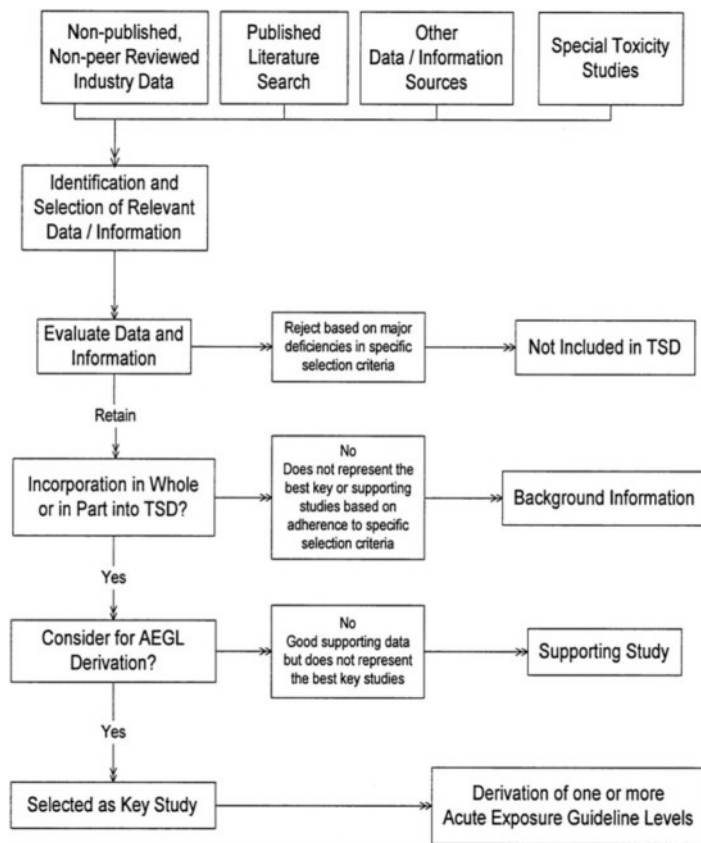 Non-published,
Non-peer Reviewed
Industry Data
Published
Literature
Search
Other
Data / Information
Sources
Special Toxicity
Studies
Identification and
Selection of Relevant
Data / Information
Evaluate Data and
Information
Reject based on major
deficiencies in specific
selection criteria
Not Included in TSD
Retain
Incorporation in Whole
or in Part into TSD?
No
Does not represent the
best key or supporting
studies based on
adherence to specific
selection criteria
Background Information
Yes
Consider for AEGL
Derivation?
No
Good supporting data
but does not represent
the best key studies
Supporting Study
Yes
Selected as Key Study
Derivation of one or more
Acute Exposure Guideline Levels